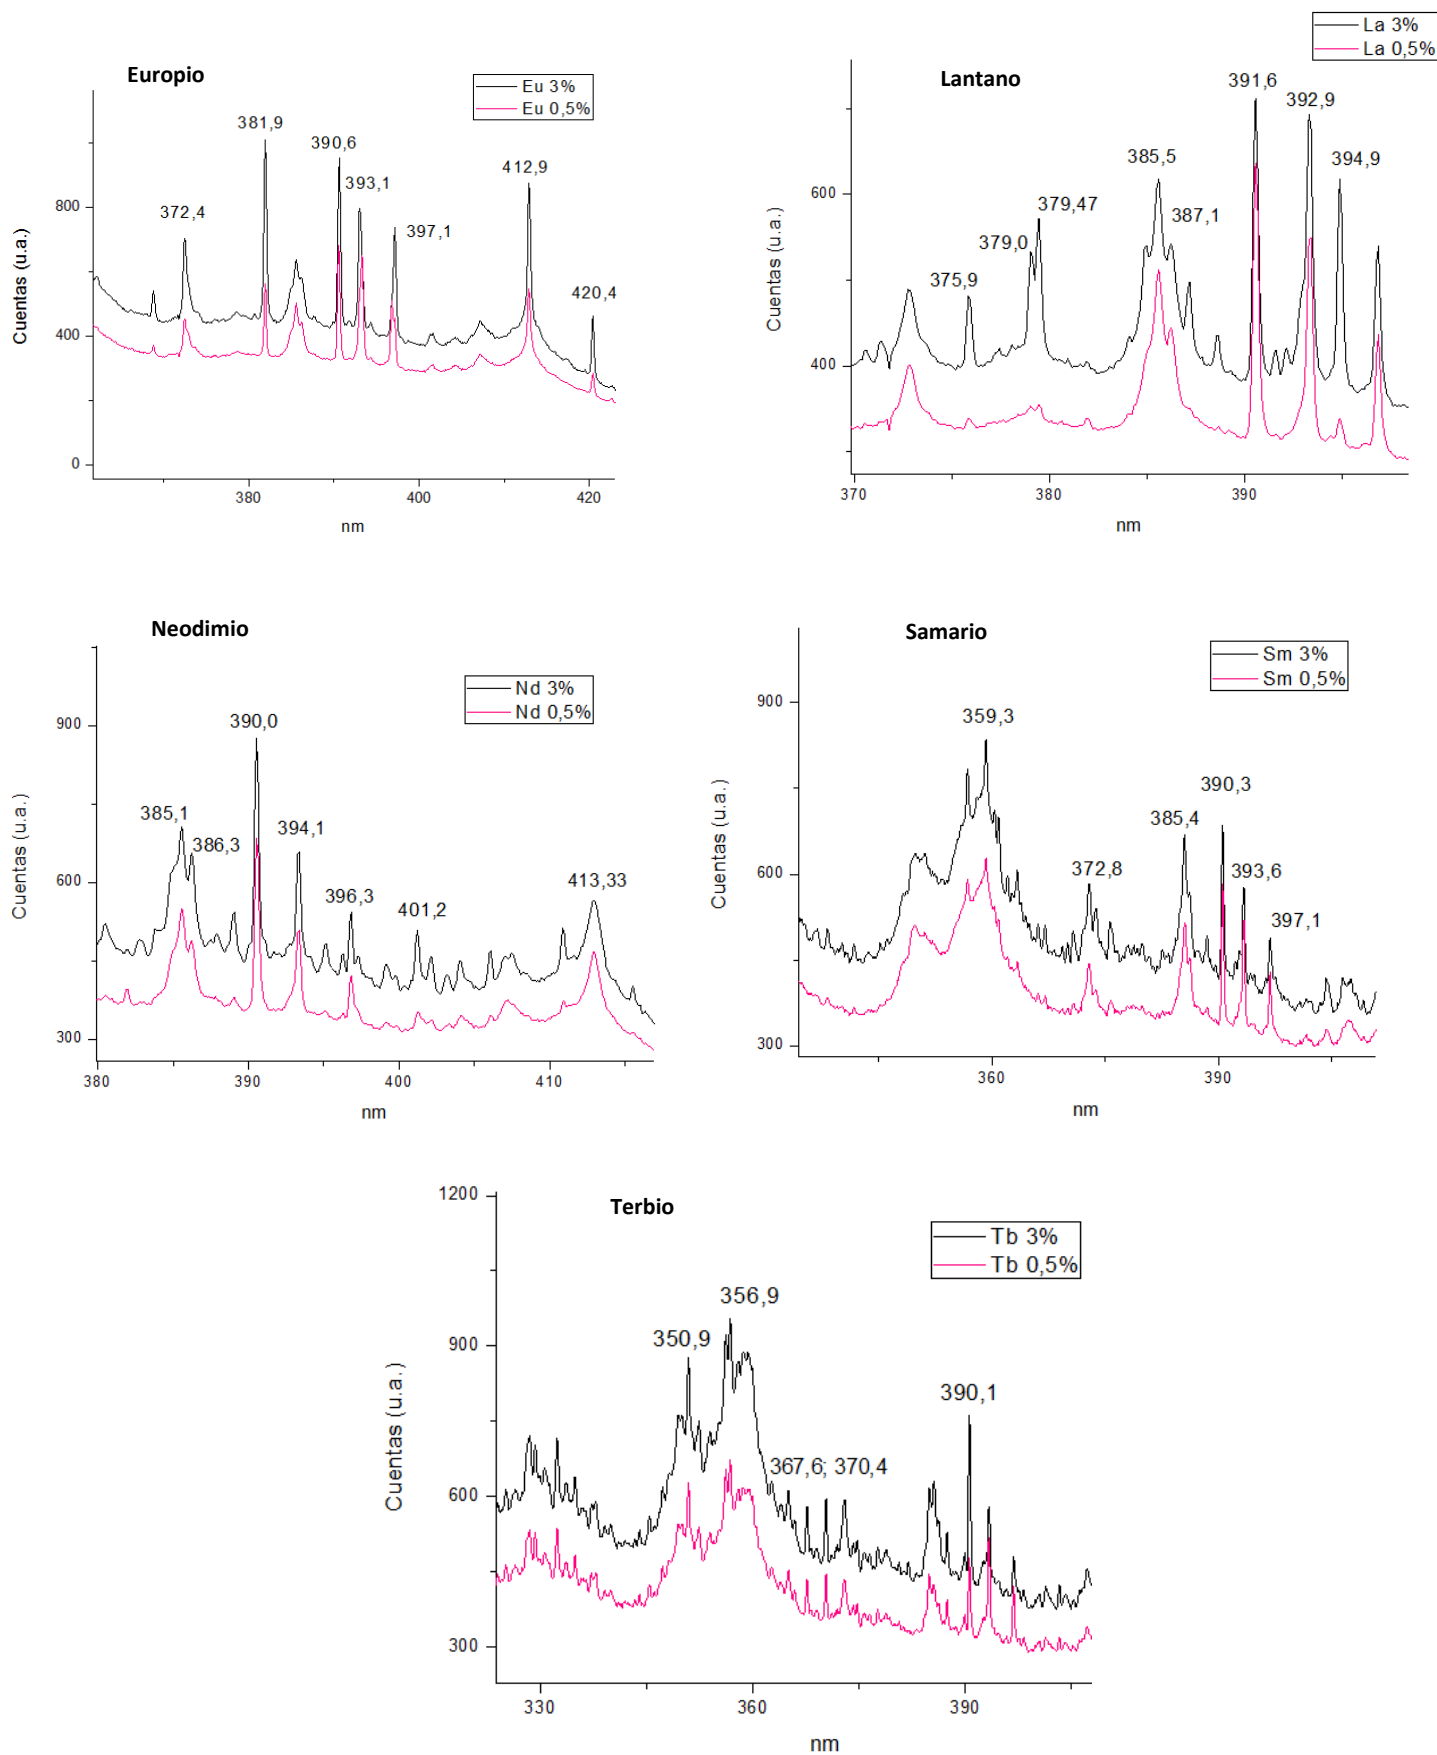 Europio
Eu 3%
Eu 0,5%
381,9
390,6
393,1
412,9
372,4
397,1
420,4
800
400
0
Cuentas (u.a.)
380
400
420
nm
La 3%
La 0,5%
Lantano
391,6
392,9
385,5
394,9
379,47
387,1
379,0
375,9
600
400
Cuentas (u.a.)
370
380
390
nm
Neodimio
Nd 3%
Nd 0,5%
390,0
385,1
386,3
394,1
396,3
401,2
413,33
900
600
300
Cuentas (u.a.)
380
390
400
410
nm
Samario
Sm 3%
Sm 0,5%
359,3
390,3
385,4
372,8
393,6
397,1
900
600
300
Cuentas (u.a.)
360
390
nm
Terbio
Tb 3%
Tb 0,5%
356,9
350,9
390,1
367,6; 370,4
1200
900
600
300
Cuentas (u.a.)
330
360
390
nm